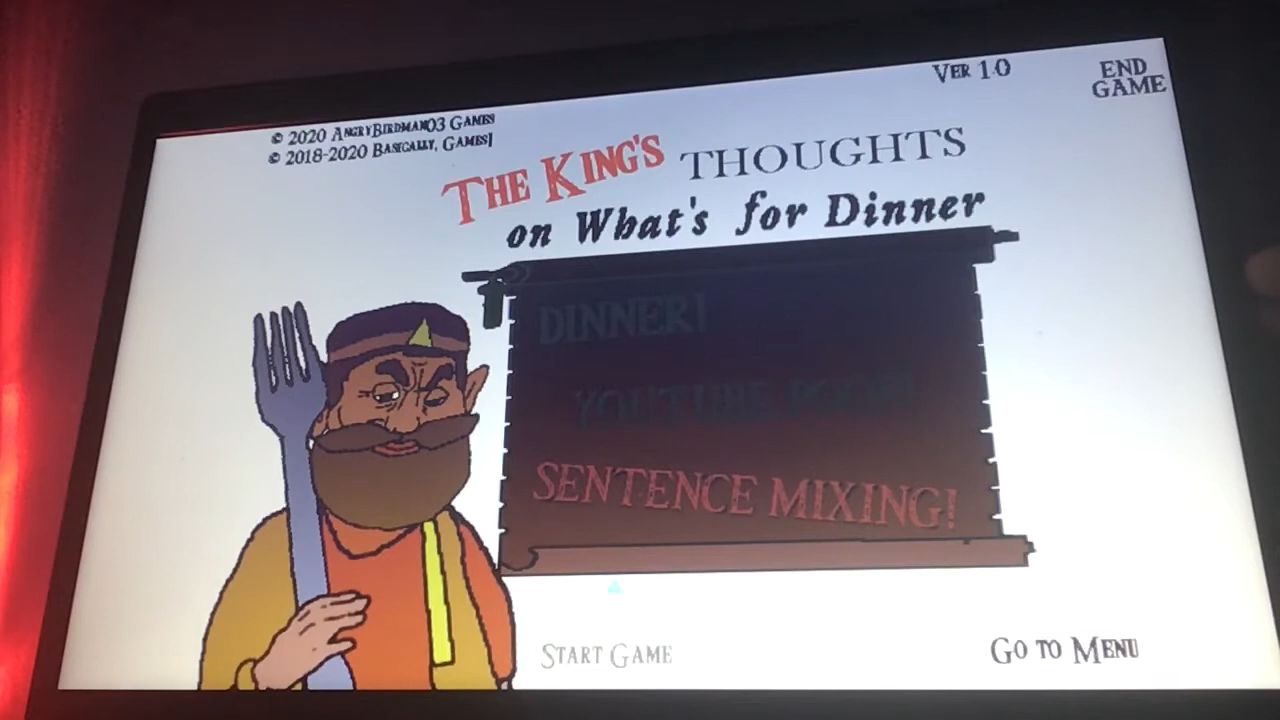 VER 1.0
END
GAME
© 2020 ANGRYBIRDMAN03 GAMES
© 2018-2020 BASICALLY, GAMES!
THE KING'S THOUGHTS
on What's for Dinner
DINNER!
YOUTUBE
SENTENCE MIXING!
START GAME
GO TO MENU